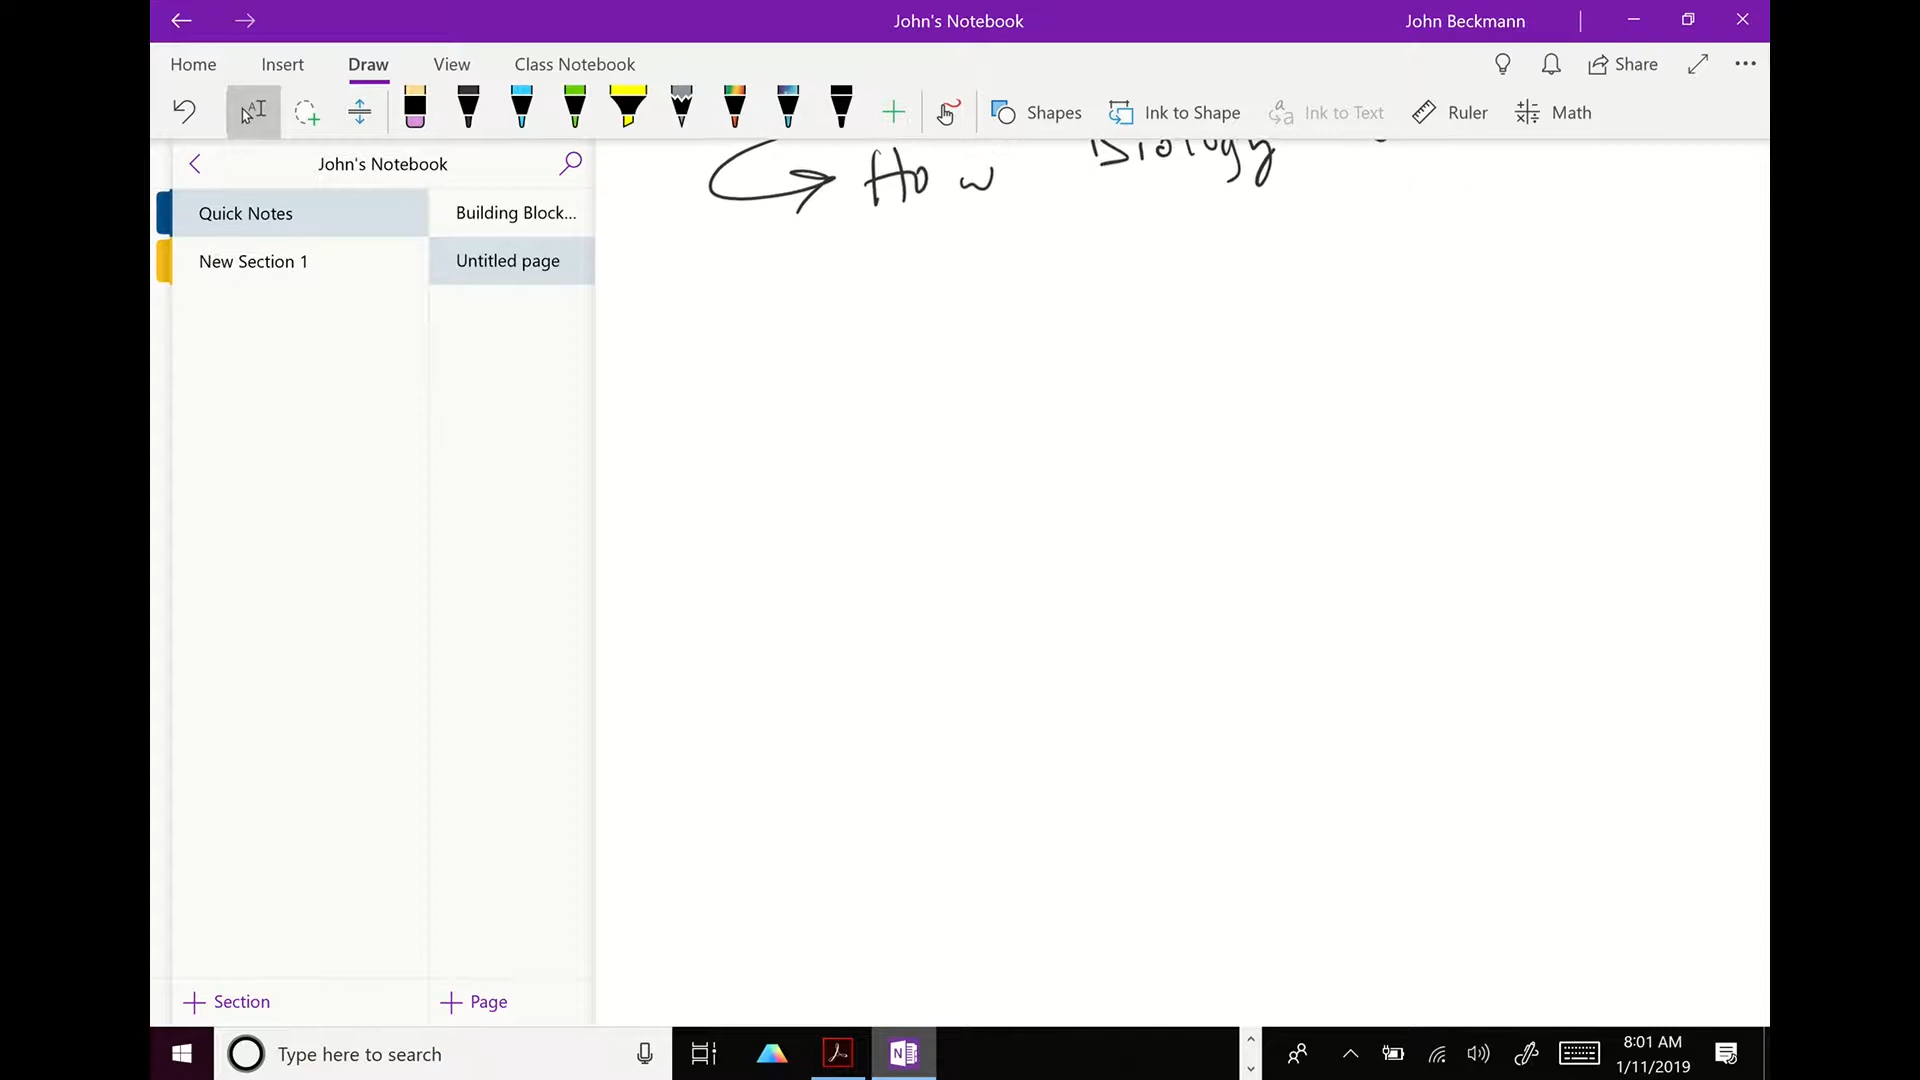 John's Notebook
John Beckmann
Home Insert Draw View Class Notebook
Share
Shapes Ink to Shape Ink to Text Ruler Math
John's Notebook
Quick Notes
New Section 1
Building Block...
Untitled page
Biology
How
Section
Page
Type here to search
8:01 AM
1/11/2019